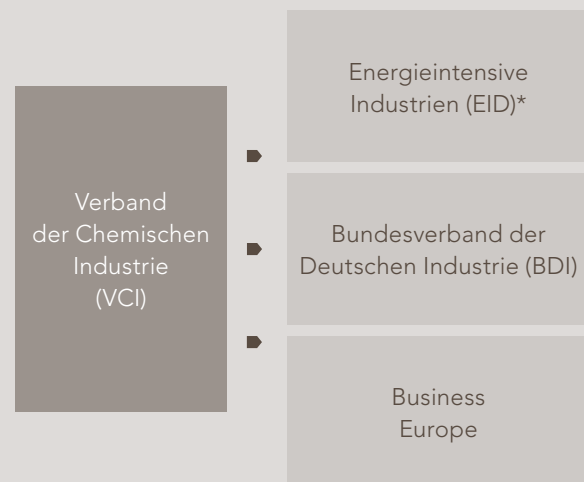 Verband
der Chemischen
Industrie
(VCI)
Energieintensive
Industrien (EID)*
Bundesverband der
Deutschen Industrie (BDI)
Business
Europe